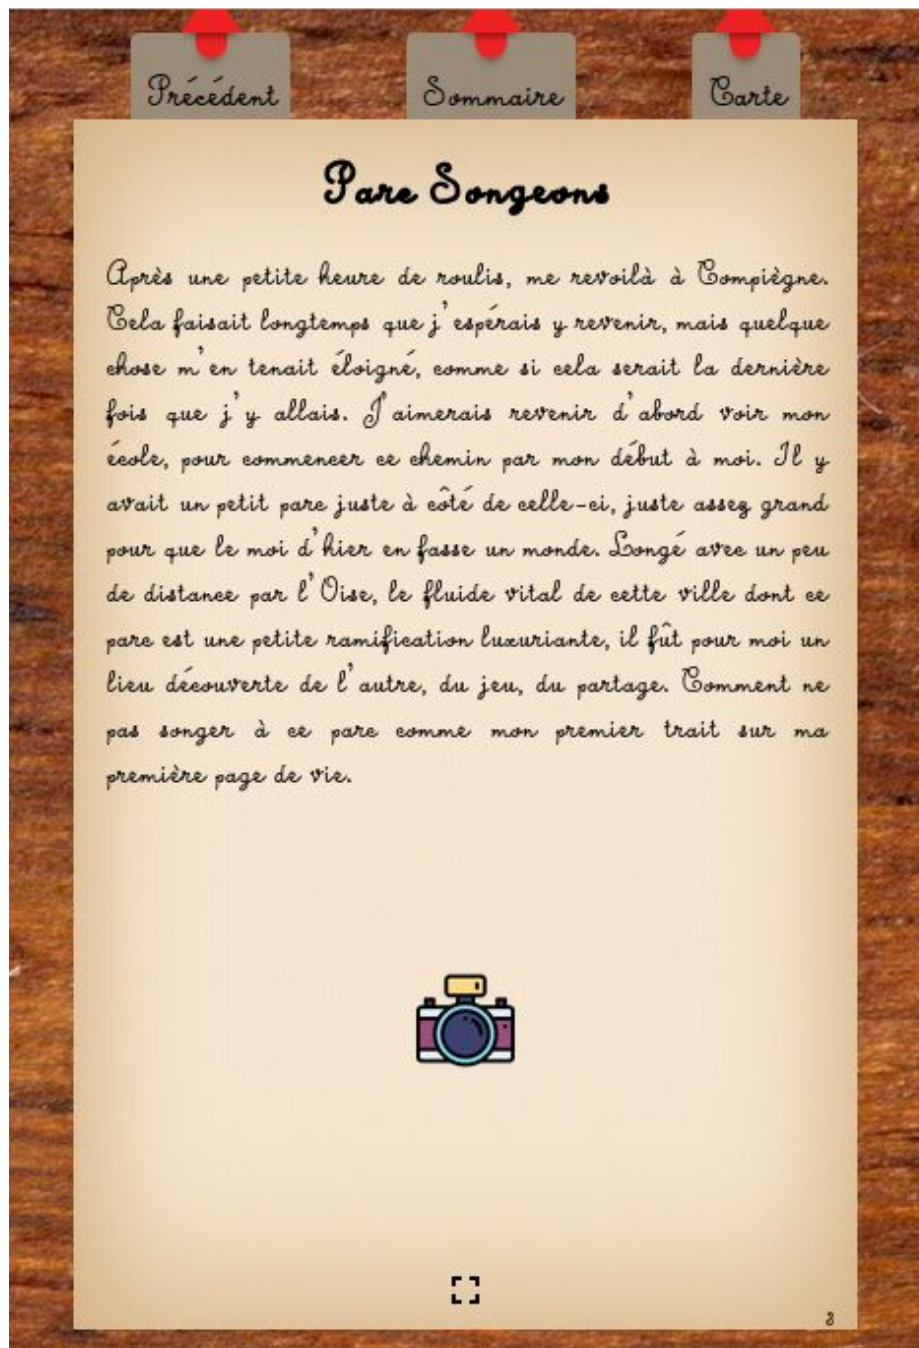 Précédent
Sommaire
Carte
Parc Songeons
Après une petite heure de roulis, me revoilà à Compiègne.
Cela faisait longtemps que j'espérais y revenir, mais quelque
chose m'en tenait éloigné, comme si cela serait la dernière
fois que j'y allais. J'aimerais revenir d'abord voir mon
école, pour commencer ce chemin par mon début à moi. Il y
avait un petit parc juste à côté de celle-ci, juste assez grand
pour que le moi d'hier en fasse un monde. Longé avec un peu
de distance par l'Oise, le fluide vital de cette ville dont ce
parc est une petite ramification luxuriante, il fût pour moi un
lieu découverte de l'autre, du jeu, du partage. Comment ne
pas songer à ce parc comme mon premier trait sur ma
première page de vie.